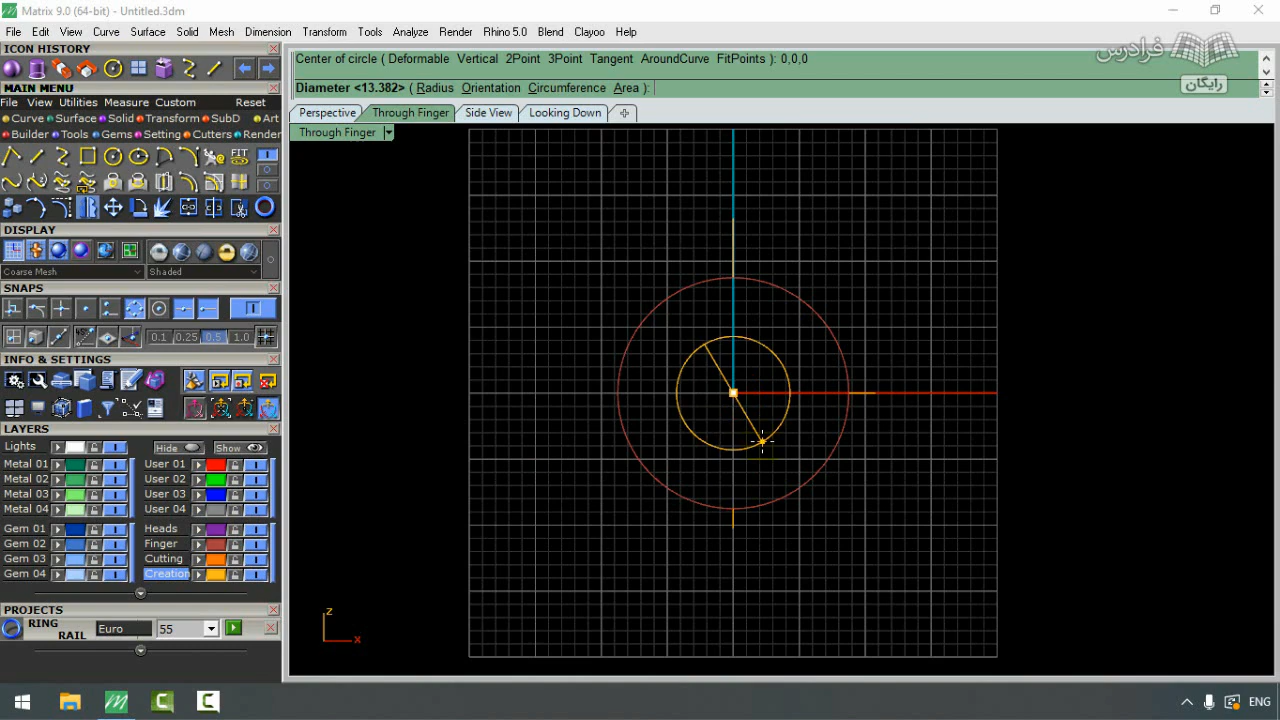 Matrix 9.0 (64-bit) - Untitled.3dm
File Edit View Curve Surface Solid Mesh Dimension Transform Tools Analyze Render Rhino 5.0 Blend Clayoo Help
ICON HISTORY
MAIN MENU
File View Utilities Measure Custom Reset
Curve Surface Solid Transform SubD Art
Builder Tools Gems Setting Cutters Render
FIT
DISPLAY
Coarse Mesh Shaded
SNAPS
0.1 0.25 0.5 1.0
INFO & SETTINGS
LAYERS
Lights Hide Show
Metal 01 User 01
Metal 02 User 02
Metal 03 User 03
Metal 04 User 04
Gem 01 Heads
Gem 02 Finger
Gem 03 Cutting
Gem 04 Creation
PROJECTS
RING RAIL Euro 55
Center of circle ( Deformable Vertical 2Point 3Point Tangent AroundCurve FitPoints ): 0,0,0
Diameter <13.382> ( Radius Orientation Circumference Area ):
Perspective Through Finger Side View Looking Down
Through Finger
z
x
فرادرس
رایگان
ENG